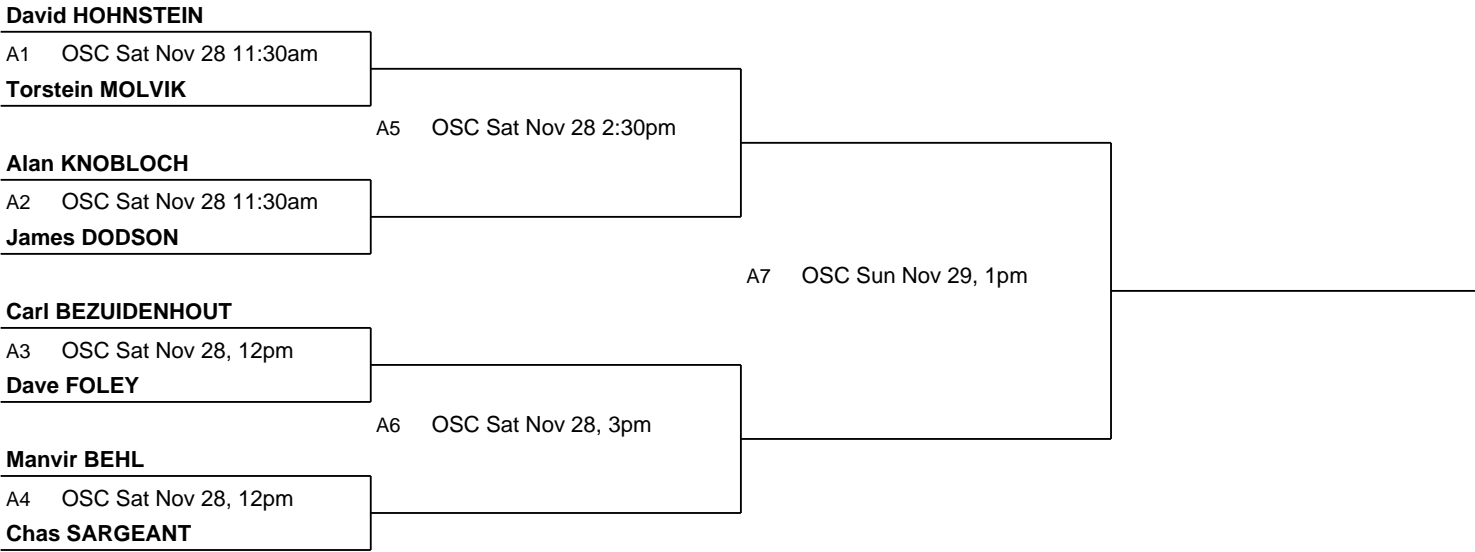 David HOHNSTEIN
A1 OSC Sat Nov 28 11:30am
Torstein MOLVIK
A5 OSC Sat Nov 28 2:30pm
Alan KNOBLOCH
A2 OSC Sat Nov 28 11:30am
James DODSON
A7 OSC Sun Nov 29, 1pm
Carl BEZUIDENHOUT
A3 OSC Sat Nov 28, 12pm
Dave FOLEY
A6 OSC Sat Nov 28, 3pm
Manvir BEHL
A4 OSC Sat Nov 28, 12pm
Chas SARGEANT